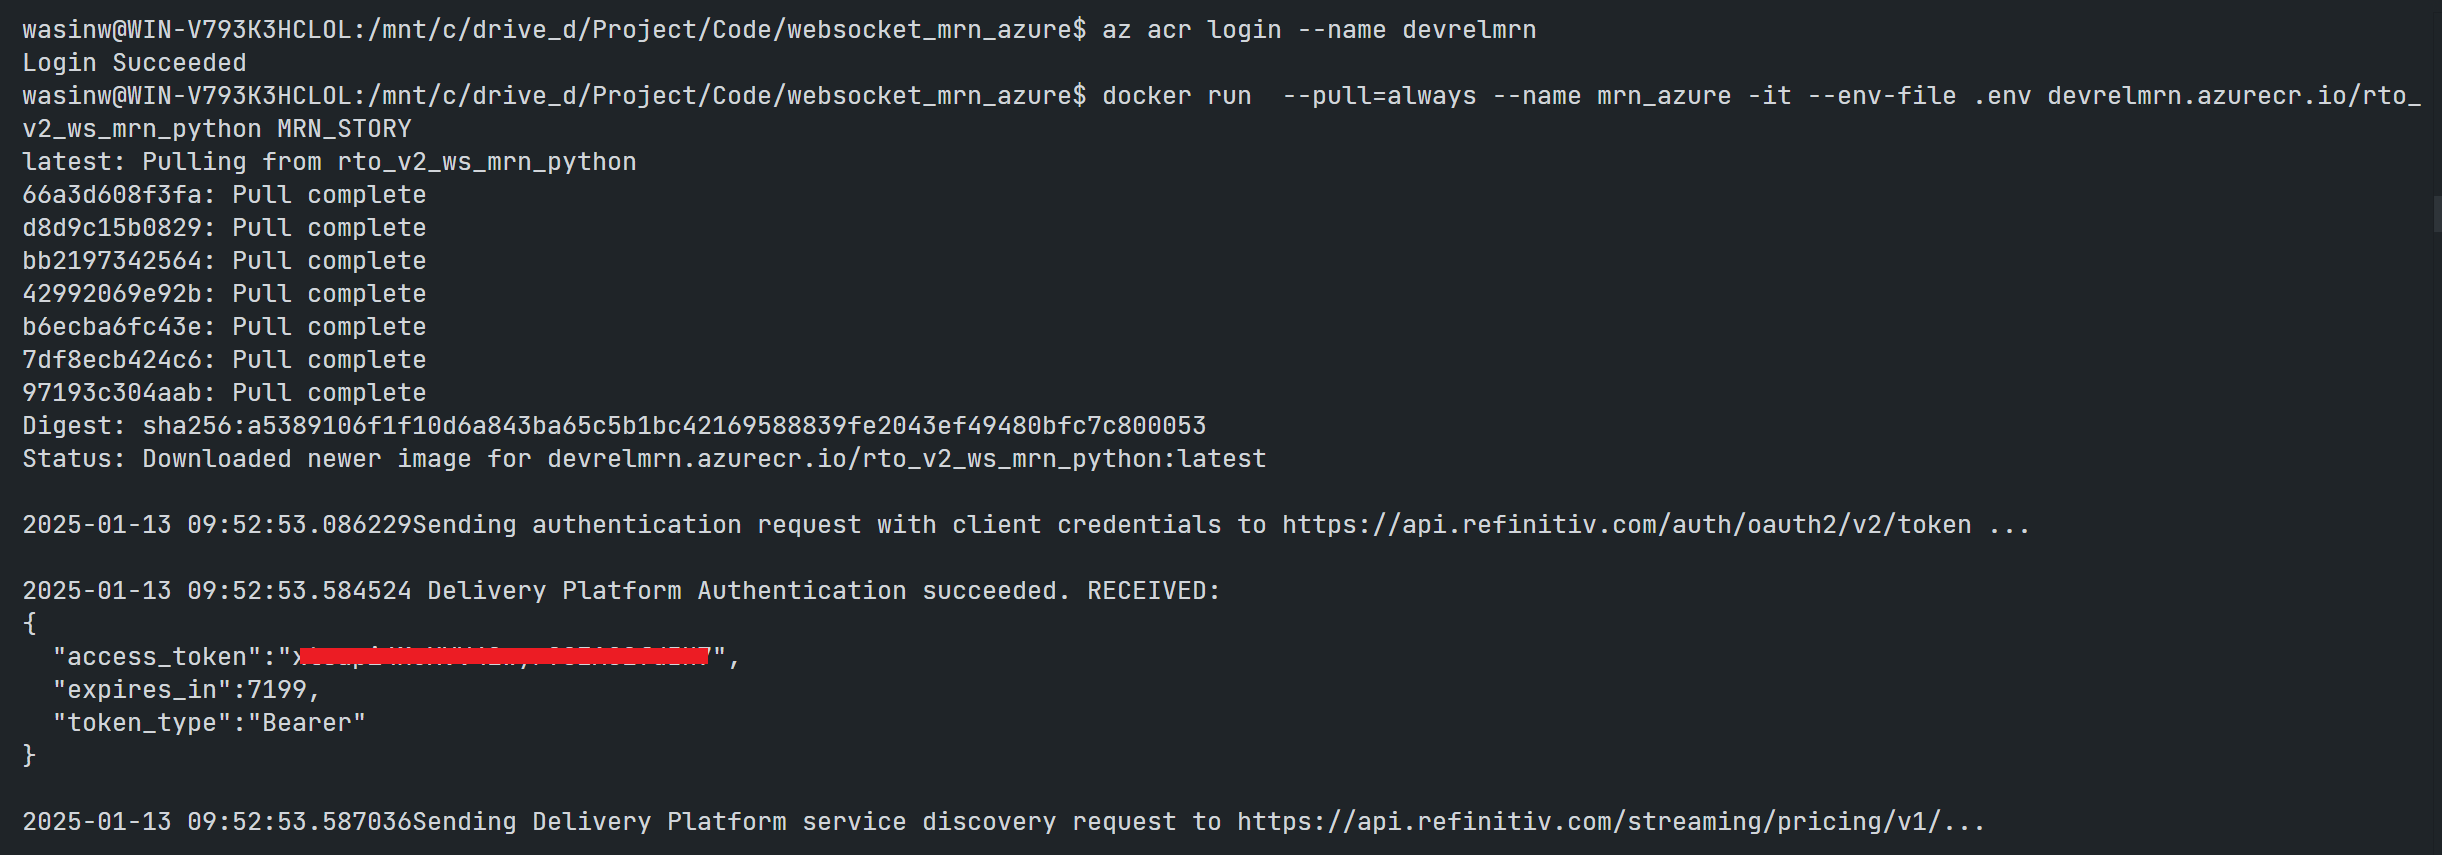 wasinw@WIN-V793K3HCLOL:/mnt/c/drive_d/Project/Code/websocket_mrn_azure$ az acr login --name devrelmrn
Login Succeeded
wasinw@WIN-V793K3HCLOL:/mnt/c/drive_d/Project/Code/websocket_mrn_azure$ docker run  --pull=always --name mrn_azure -it --env-file .env devrelmrn.azurecr.io/rto_
v2_ws_mrn_python MRN_STORY
latest: Pulling from rto_v2_ws_mrn_python
66a3d608f3fa: Pull complete
d8d9c15b0829: Pull complete
bb2197342564: Pull complete
42992069e92b: Pull complete
b6ecba6fc43e: Pull complete
7df8ecb424c6: Pull complete
97193c304aab: Pull complete
Digest: sha256:a5389106f1f10d6a843ba65c5b1bc42169588839fe2043ef49480bfc7c800053
Status: Downloaded newer image for devrelmrn.azurecr.io/rto_v2_ws_mrn_python:latest
2025-01-13 09:52:53.086229Sending authentication request with client credentials to https://api.refinitiv.com/auth/oauth2/v2/token ...
2025-01-13 09:52:53.584524 Delivery Platform Authentication succeeded. RECEIVED:
{
  "access_token":"",
  "expires_in":7199,
  "token_type":"Bearer"
}
2025-01-13 09:52:53.587036Sending Delivery Platform service discovery request to https://api.refinitiv.com/streaming/pricing/v1/...